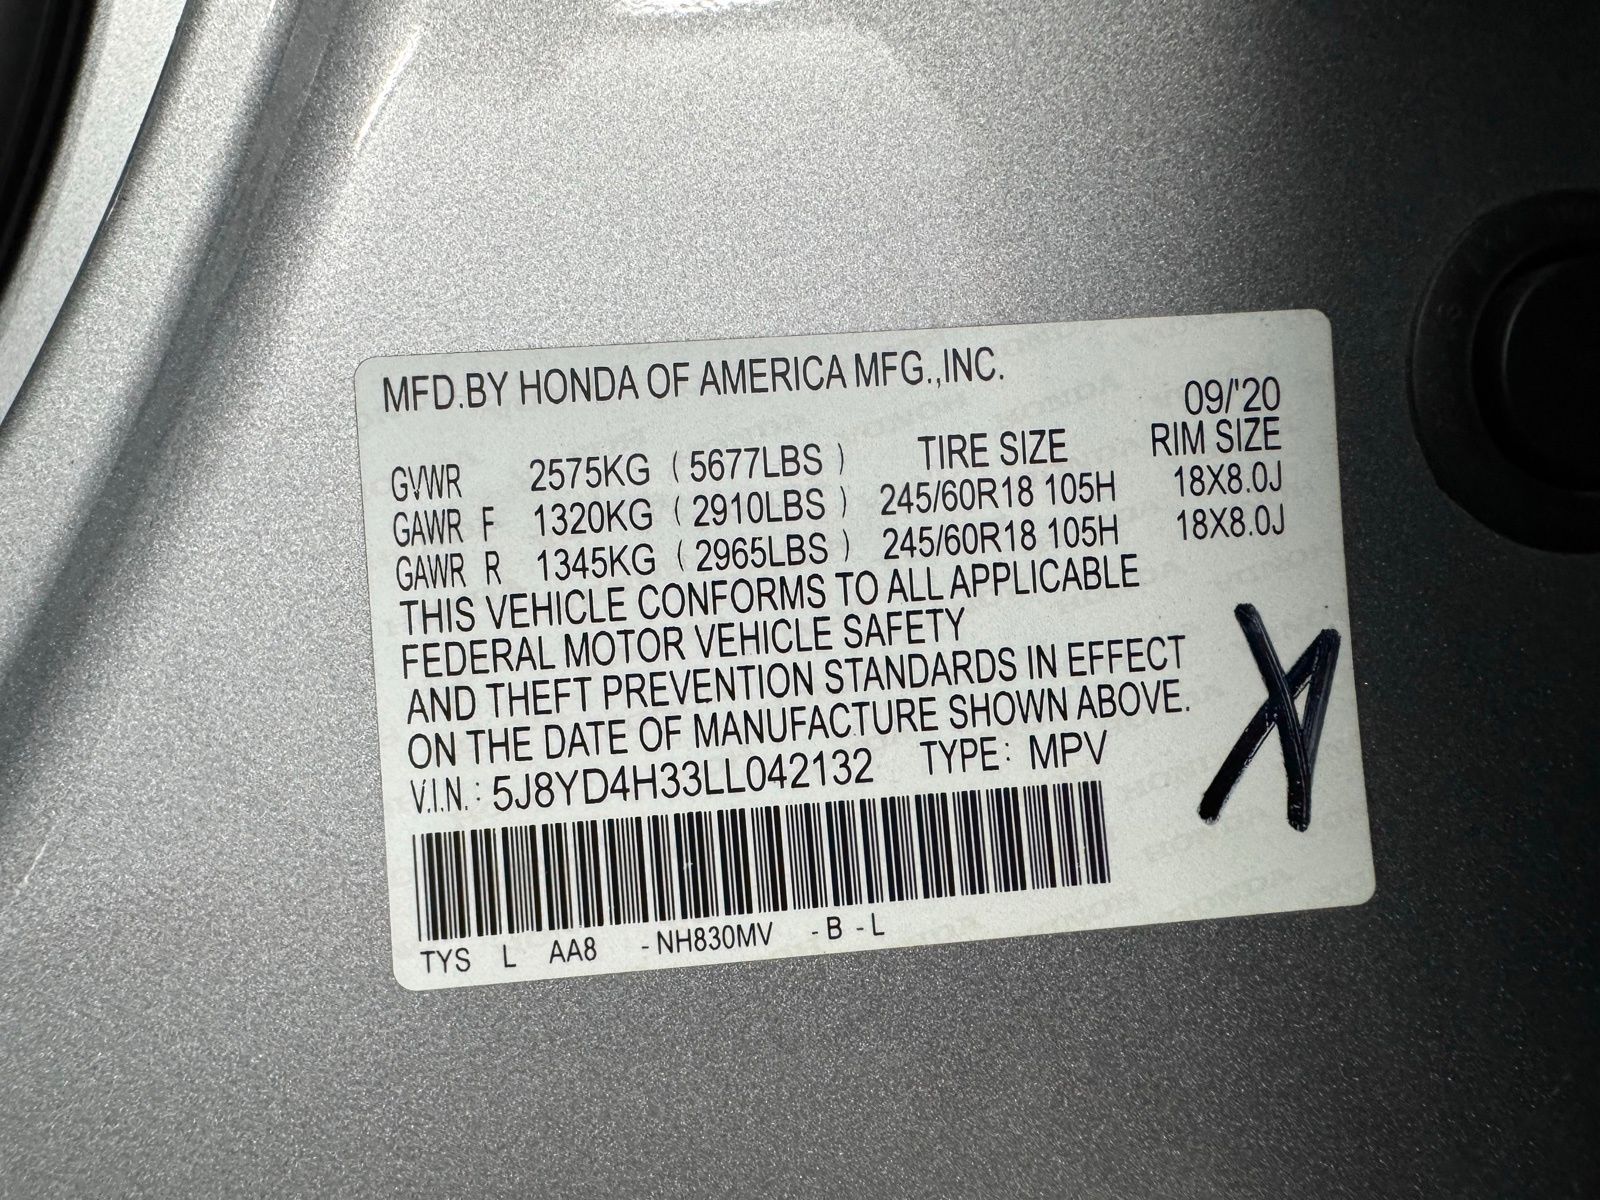 MFD.BY HONDA OF AMERICA MFG.,INC.
09/'20
GVWR 2575KG ( 5677LBS ) TIRE SIZE RIM SIZE
GAWR F 1320KG ( 2910LBS ) 245/60R18 105H 18X8.0J
GAWR R 1345KG ( 2965LBS ) 245/60R18 105H 18X8.0J
THIS VEHICLE CONFORMS TO ALL APPLICABLE
FEDERAL MOTOR VEHICLE SAFETY
AND THEFT PREVENTION STANDARDS IN EFFECT
ON THE DATE OF MANUFACTURE SHOWN ABOVE.
V.I.N.: 5J8YD4H33LL042132 TYPE: MPV
TYS L AA8 -NH830MV -B -L